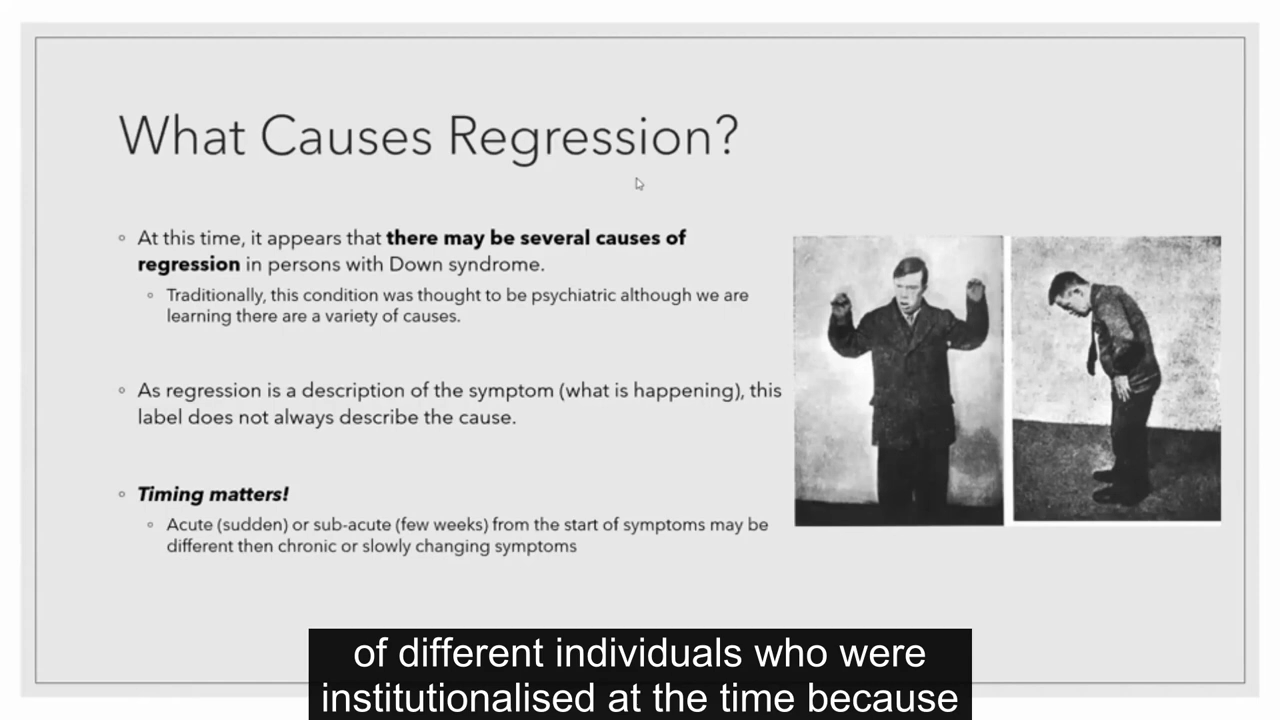 What Causes Regression?
◦ At this time, it appears that there may be several causes of
regression in persons with Down syndrome.
◦ Traditionally, this condition was thought to be psychiatric although we are
learning there are a variety of causes.
◦ As regression is a description of the symptom (what is happening), this
label does not always describe the cause.
◦ Timing matters!
◦ Acute (sudden) or sub-acute (few weeks) from the start of symptoms may be
different then chronic or slowly changing symptoms
of different individuals who were
institutionalised at the time because